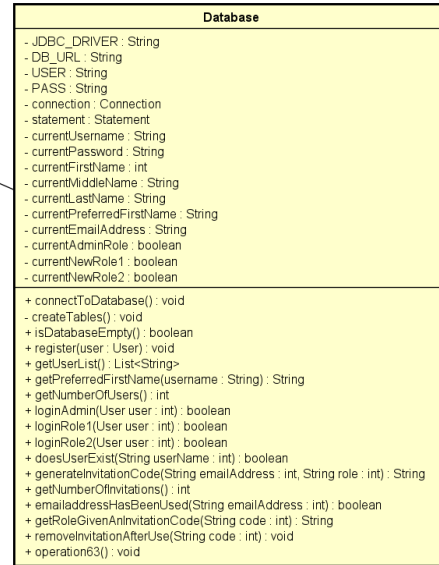 Database
- JDBC_DRIVER : String
- DB_URL : String
- USER : String
- PASS : String
- connection : Connection
- statement : Statement
- currentUsername : String
- currentPassword : String
- currentFirstName : int
- currentMiddleName : String
- currentLastName : String
- currentPreferredFirstName : String
- currentEmailAddress : String
- currentAdminRole : boolean
- currentNewRole1 : boolean
- currentNewRole2 : boolean
+ connectToDatabase() : void
- createTables() : void
+ isDatabaseEmpty() : boolean
+ register(user : User) : void
+ getUserList() : List<String>
+ getPreferredFirstName(username : String) : String
+ getNumberOfUsers() : int
+ loginAdmin(User user : int) : boolean
+ loginRole1(User user : int) : boolean
+ loginRole2(User user : int) : boolean
+ doesUserExist(String userName : int) : boolean
+ generateInvitationCode(String emailAddress : int, String role : int) : String
+ getNumberOfInvitations() : int
+ emailaddressHasBeenUsed(String emailAddress : int) : boolean
+ getRoleGivenAnInvitationCode(String code : int) : String
+ removeInvitationAfterUse(String code : int) : void
+ operation63() : void